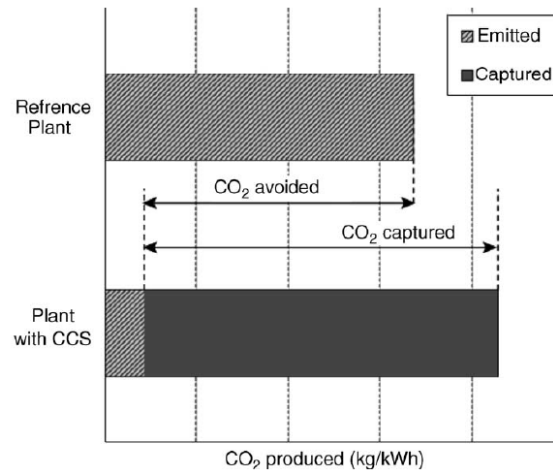 Emitted
Captured
Refrence
Plant
CO₂ avoided
CO₂ captured
Plant
with CCS
CO₂ produced (kg/kWh)